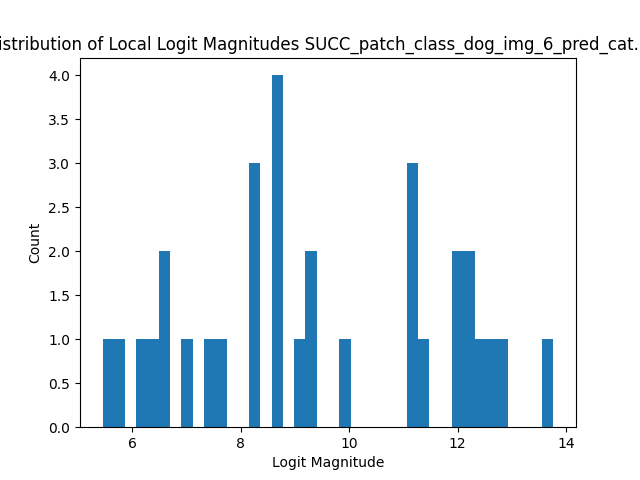 istribution of Local Logit Magnitudes SUCC_patch_class_dog_img_6_pred_cat.
4.0
3.5
3.0
2.5
2.0
1.5
1.0
0.5
0.0
Count
6 8 10 12 14
Logit Magnitude